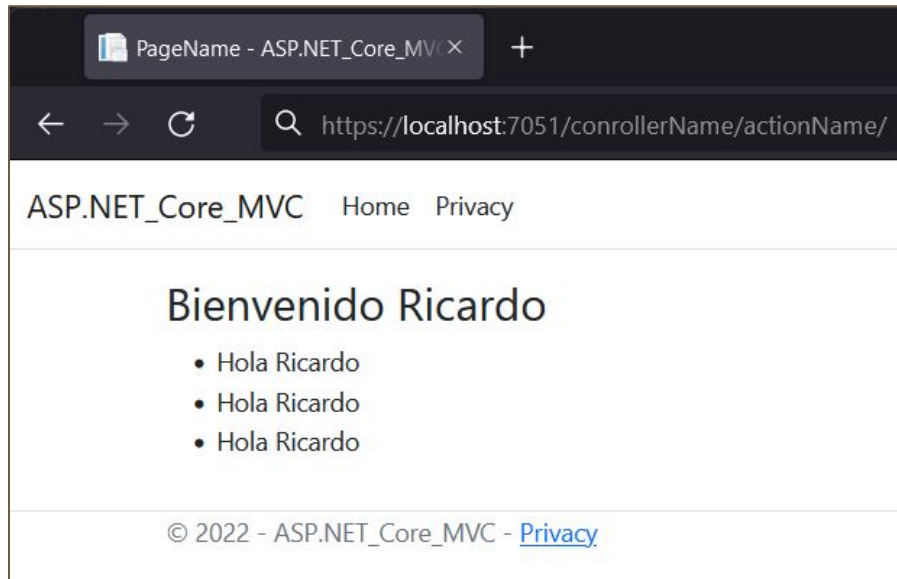 PageName - ASP.NET_Core_MV
https://localhost:7051/conrollerName/actionName/
ASP.NET_Core_MVC Home Privacy
Bienvenido Ricardo
• Hola Ricardo
• Hola Ricardo
• Hola Ricardo
© 2022 - ASP.NET_Core_MVC - Privacy